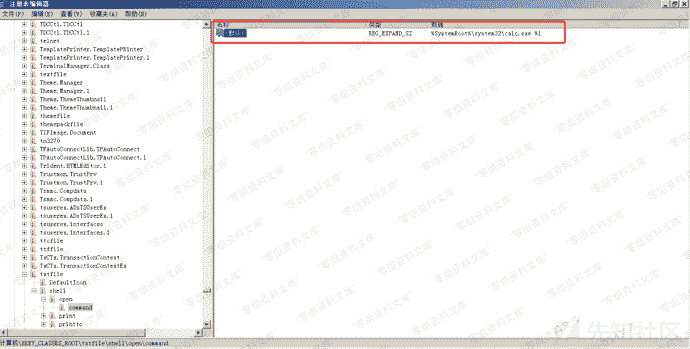 注册表编辑器
文件(F) 编辑(E) 查看(V) 收藏夹(A) 帮助(H)
TDCCtl.TDCCtl
TDCCtl.TDCCtl.1
telnet
TemplatePrinter.TemplatePrinter
TemplatePrinter.TemplatePrinter.1
TerminalManager.Class
textfile
Theme.Manager
Theme.Manager.1
Theme.ThemeThumbnail
Theme.ThemeThumbnail.1
themefile
themepackfile
TIFImage.Document
tn3270
TPAutoConnectLib.TPAutoConnect
TPAutoConnectLib.TPAutoConnect.1
Trident.HTMLEditor.1
Trustmon.TrustPrv
Trustmon.TrustPrv.1
Tsmmc.Compdata
Tsmmc.Compdata.1
tsuserex.ADsTSUserEx
tsuserex.ADsTSUserEx.1
tsuserex.interfaces
tsuserex.interfaces.1
ttcfile
ttffile
TxCTx.TransactionContext
TxCTx.TransactionContextEx
txtfile
DefaultIcon
shell
open
command
print
printto
名称 类型 数据
(默认) REG_EXPAND_SZ %SystemRoot%\system32\calc.exe %1
计算机\HKEY_CLASSES_ROOT\txtfile\shell\open\command
零组资料文库
先知社区